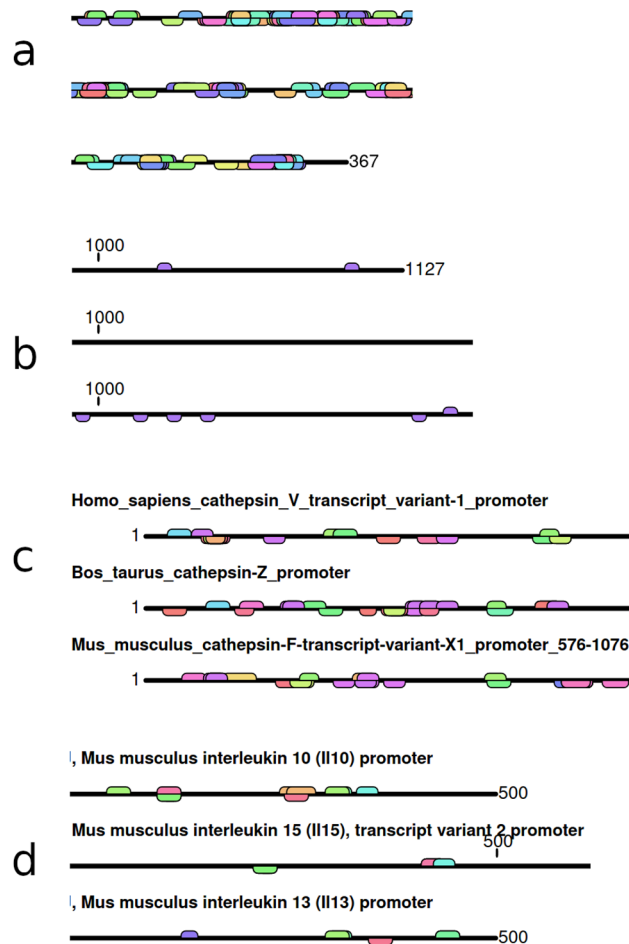 a
367
1000
1127
b
1000
1000
Homo_sapiens_cathepsin_V_transcript_variant-1_promoter
c
1
Bos_taurus_cathepsin-Z_promoter
1
Mus_musculus_cathepsin-F-transcript-variant-X1_promoter_576-1076
1
, Mus musculus interleukin 10 (Il10) promoter
500
Mus musculus interleukin 15 (Il15), transcript variant 2 promoter
500
d
, Mus musculus interleukin 13 (Il13) promoter
500